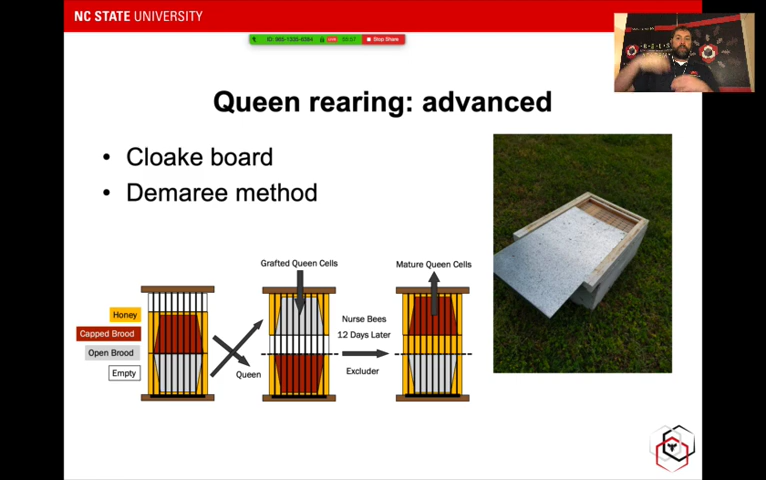 NC STATE UNIVERSITY
ID: 965-1335-8384
Stop Share
Queen rearing: advanced
• Cloake board
• Demaree method
Grafted Queen Cells
Mature Queen Cells
Honey
Capped Brood
Open Brood
Empty
Queen
Nurse Bees
12 Days Later
Excluder